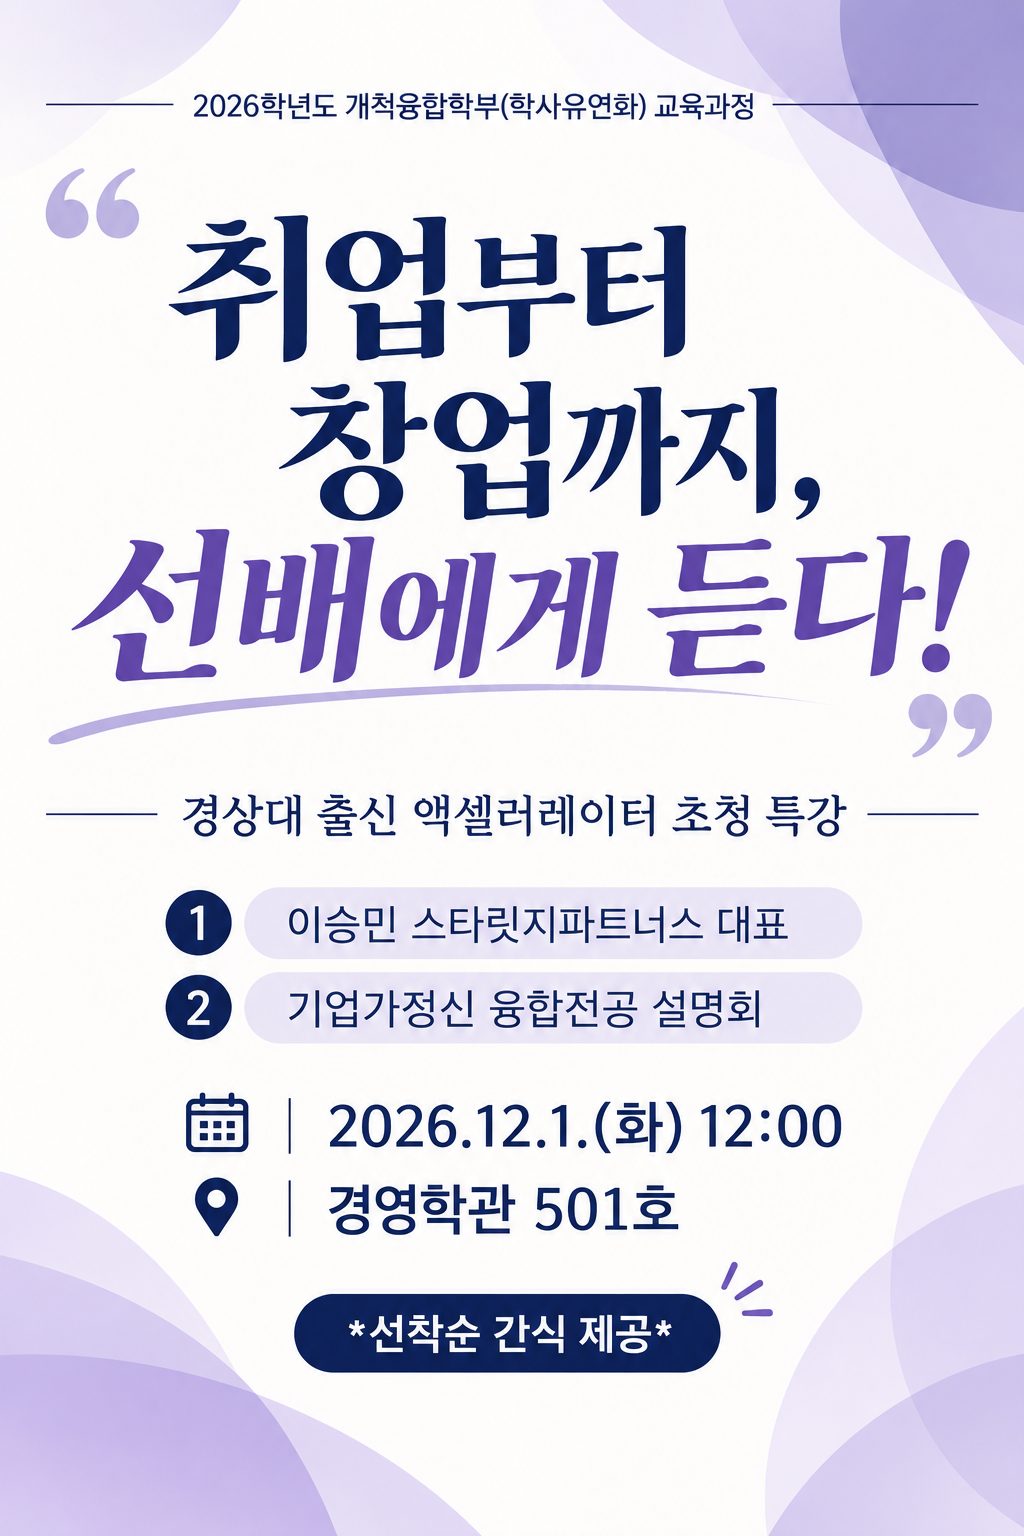 2026학년도 개척융합학부(학사유연화) 교육과정
“
취업부터
창업까지,
선배에게 듣다!
”
경상대 출신 액셀러레이터 초청 특강
1 이승민 스타릿지파트너스 대표
2 기업가정신 융합전공 설명회
2026.12.1.(화) 12:00
경영학관 501호
*선착순 간식 제공*